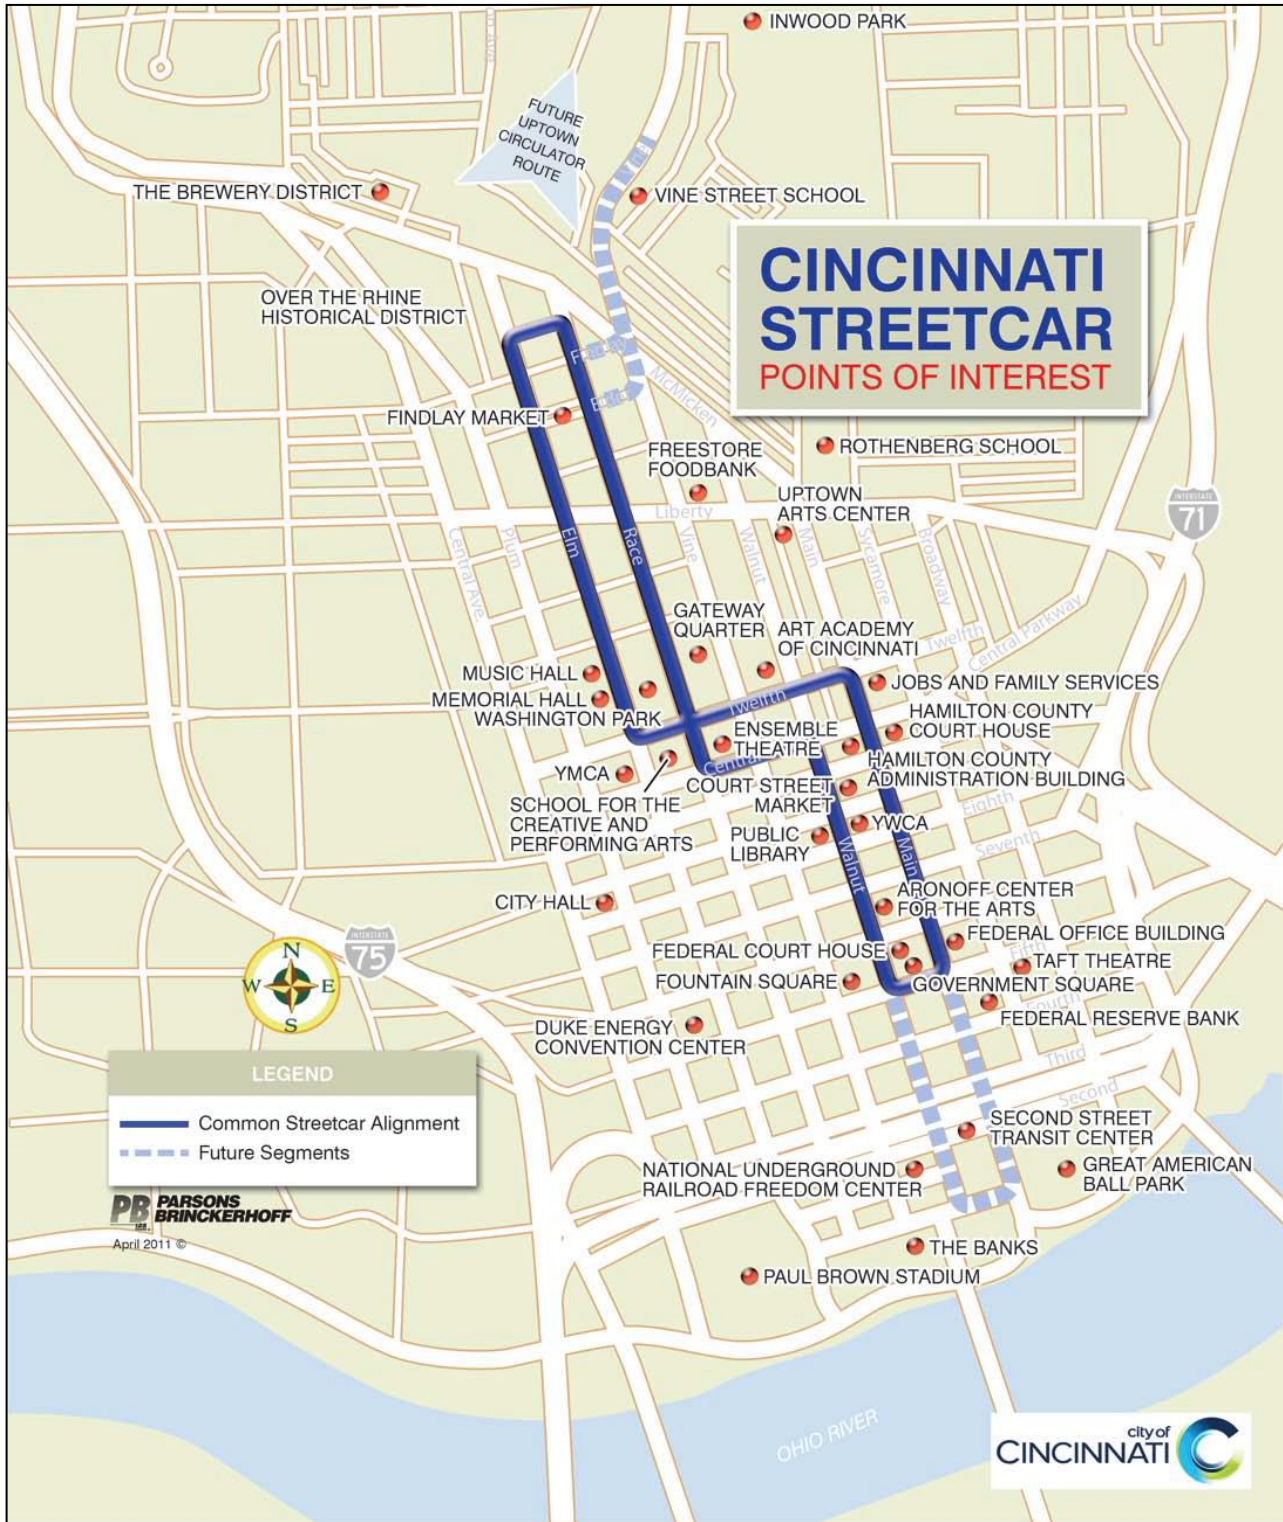 INWOOD PARK
FUTURE
UPTOWN
CIRCULATOR
ROUTE
Vine
THE BREWERY DISTRICT
VINE STREET SCHOOL
CINCINNATI
STREETCAR
POINTS OF INTEREST
OVER THE RHINE
HISTORICAL DISTRICT
Findlay
McMicken
FINDLAY MARKET
ROTHENBERG SCHOOL
FREESTORE
FOODBANK
UPTOWN
ARTS CENTER
INTERSTATE
71
Liberty
Central Ave.
Plum
Elm
Race
Vine
Walnut
Main
Sycamore
Broadway
GATEWAY
QUARTER
ART ACADEMY
OF CINCINNATI
Twelfth
Central Parkway
MUSIC HALL
MEMORIAL HALL
WASHINGTON PARK
JOBS AND FAMILY SERVICES
Twelfth
HAMILTON COUNTY
COURT HOUSE
ENSEMBLE
THEATRE
Central
YMCA
HAMILTON COUNTY
ADMINISTRATION BUILDING
COURT STREET
MARKET
SCHOOL FOR THE
CREATIVE AND
PERFORMING ARTS
Eighth
YWCA
PUBLIC
LIBRARY
Seventh
Walnut
Main
CITY HALL
ARONOFF CENTER
FOR THE ARTS
INTERSTATE
75
N
W E
S
FEDERAL COURT HOUSE
FEDERAL OFFICE BUILDING
Fifth
TAFT THEATRE
FOUNTAIN SQUARE
GOVERNMENT SQUARE
Fourth
FEDERAL RESERVE BANK
DUKE ENERGY
CONVENTION CENTER
Third
Second
LEGEND
Common Streetcar Alignment
Future Segments
SECOND STREET
TRANSIT CENTER
NATIONAL UNDERGROUND
RAILROAD FREEDOM CENTER
GREAT AMERICAN
BALL PARK
PB PARSONS
BRINCKERHOFF
April 2011 ©
THE BANKS
PAUL BROWN STADIUM
OHIO RIVER
city of
CINCINNATI